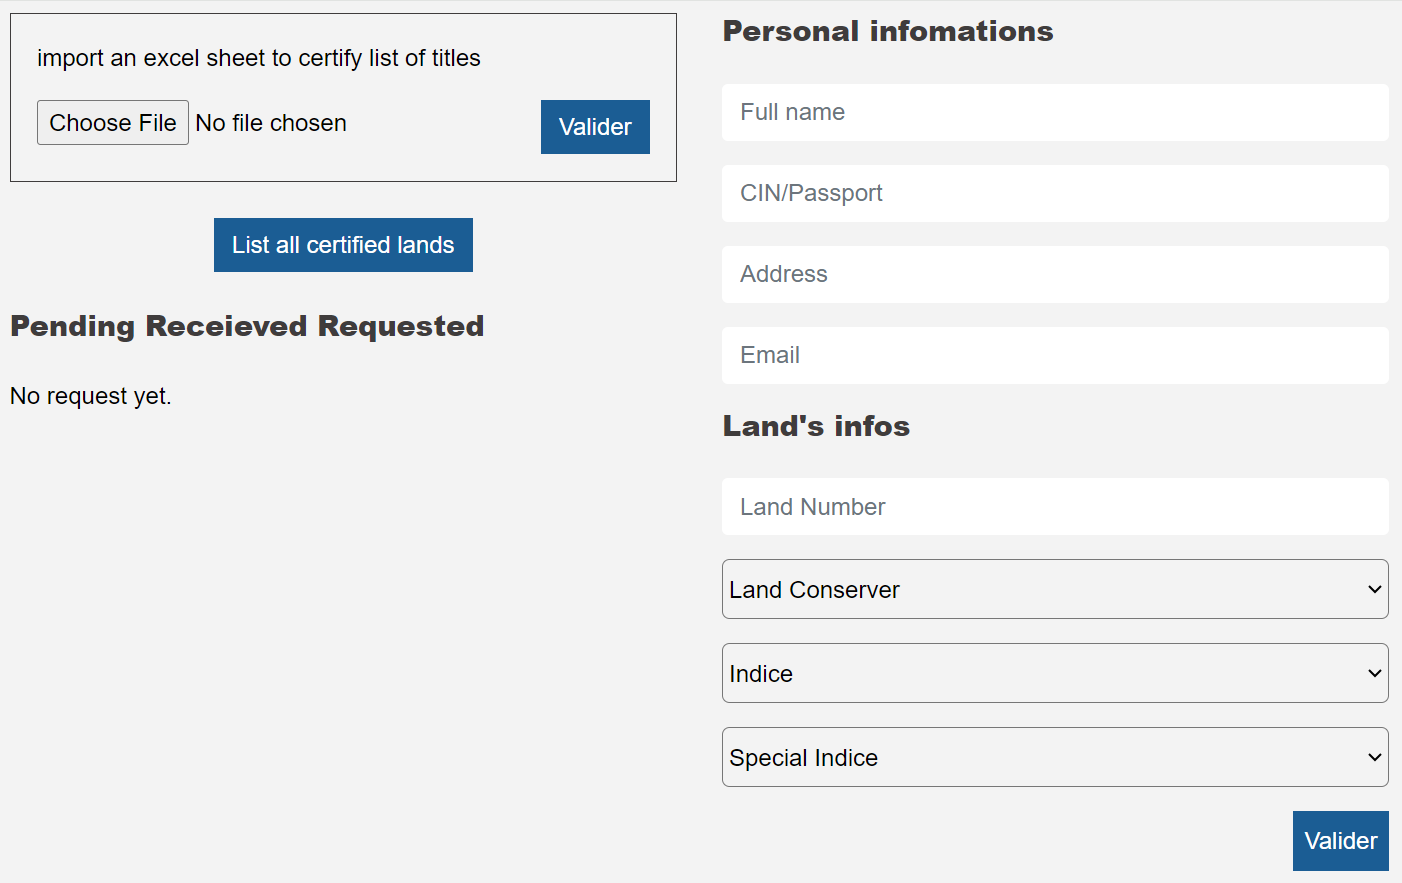 import an excel sheet to certify list of titles
Choose File No file chosen
Valider
List all certified lands
Pending Receieved Requested
No request yet.
Personal infomations
Full name
CIN/Passport
Address
Email
Land's infos
Land Number
Land Conserver
Indice
Special Indice
Valider